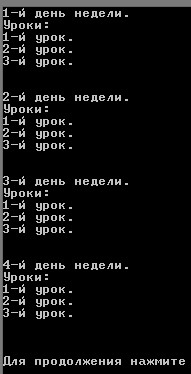 1-й день недели.
Уроки:
1-й урок.
2-й урок.
3-й урок.
2-й день недели.
Уроки:
1-й урок.
2-й урок.
3-й урок.
3-й день недели.
Уроки:
1-й урок.
2-й урок.
3-й урок.
4-й день недели.
Уроки:
1-й урок.
2-й урок.
3-й урок.
Для продолжения нажмите